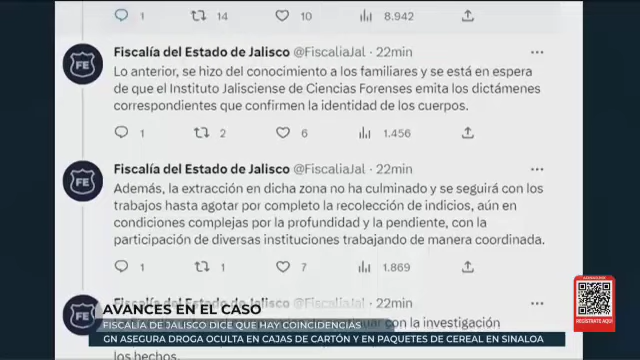 1 14 10 8.942
Fiscalía del Estado de Jalisco @FiscaliaJal · 22min
FE
Lo anterior, se hizo del conocimiento a los familiares y se está en espera
de que el Instituto Jalisciense de Ciencias Forenses emita los dictámenes
correspondientes que confirmen la identidad de los cuerpos.
1 2 6 1.456
Fiscalía del Estado de Jalisco @FiscaliaJal · 22min
FE
Además, la extracción en dicha zona no ha culminado y se seguirá con los
trabajos hasta agotar por completo la recolección de indicios, aún en
condiciones complejas por la profundidad y la pendiente, con la
participación de diversas instituciones trabajando de manera coordinada.
1 1 7 1.869
Fiscalía del Estado de Jalisco @FiscaliaJal · 22min
FE
con la investigación
los hechos.
AVANCES EN EL CASO
FISCALÍA DE JALISCO DICE QUE HAY COINCIDENCIAS
GN ASEGURA DROGA OCULTA EN CAJAS DE CARTÓN Y EN PAQUETES DE CEREAL EN SINALOA
REGÍSTRATE AQUÍ